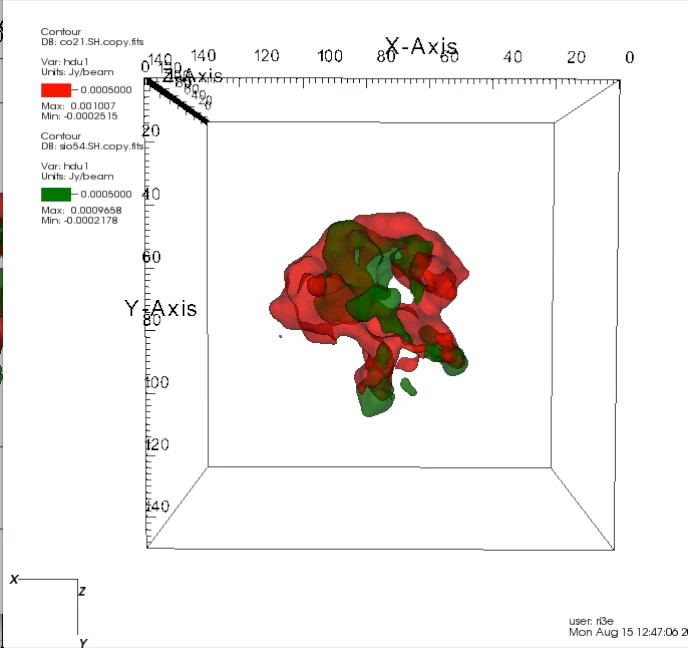 Contour
DB: co21.SH.copy.fits
Var: hdu1
Units: Jy/beam
0.0005000
Max: 0.001007
Min: -0.0002515
Contour
DB: sio54.SH.copy.fits
Var: hdu1
Units: Jy/beam
0.0005000
Max: 0.0009658
Min: -0.0002178
X-Axis
140 120 100 80 60 40 20 0
Z-Axis
0
20
40
60
80
100
120
140
Y-Axis
X
Z
Y
user: rl3e
Mon Aug 15 12:47:06